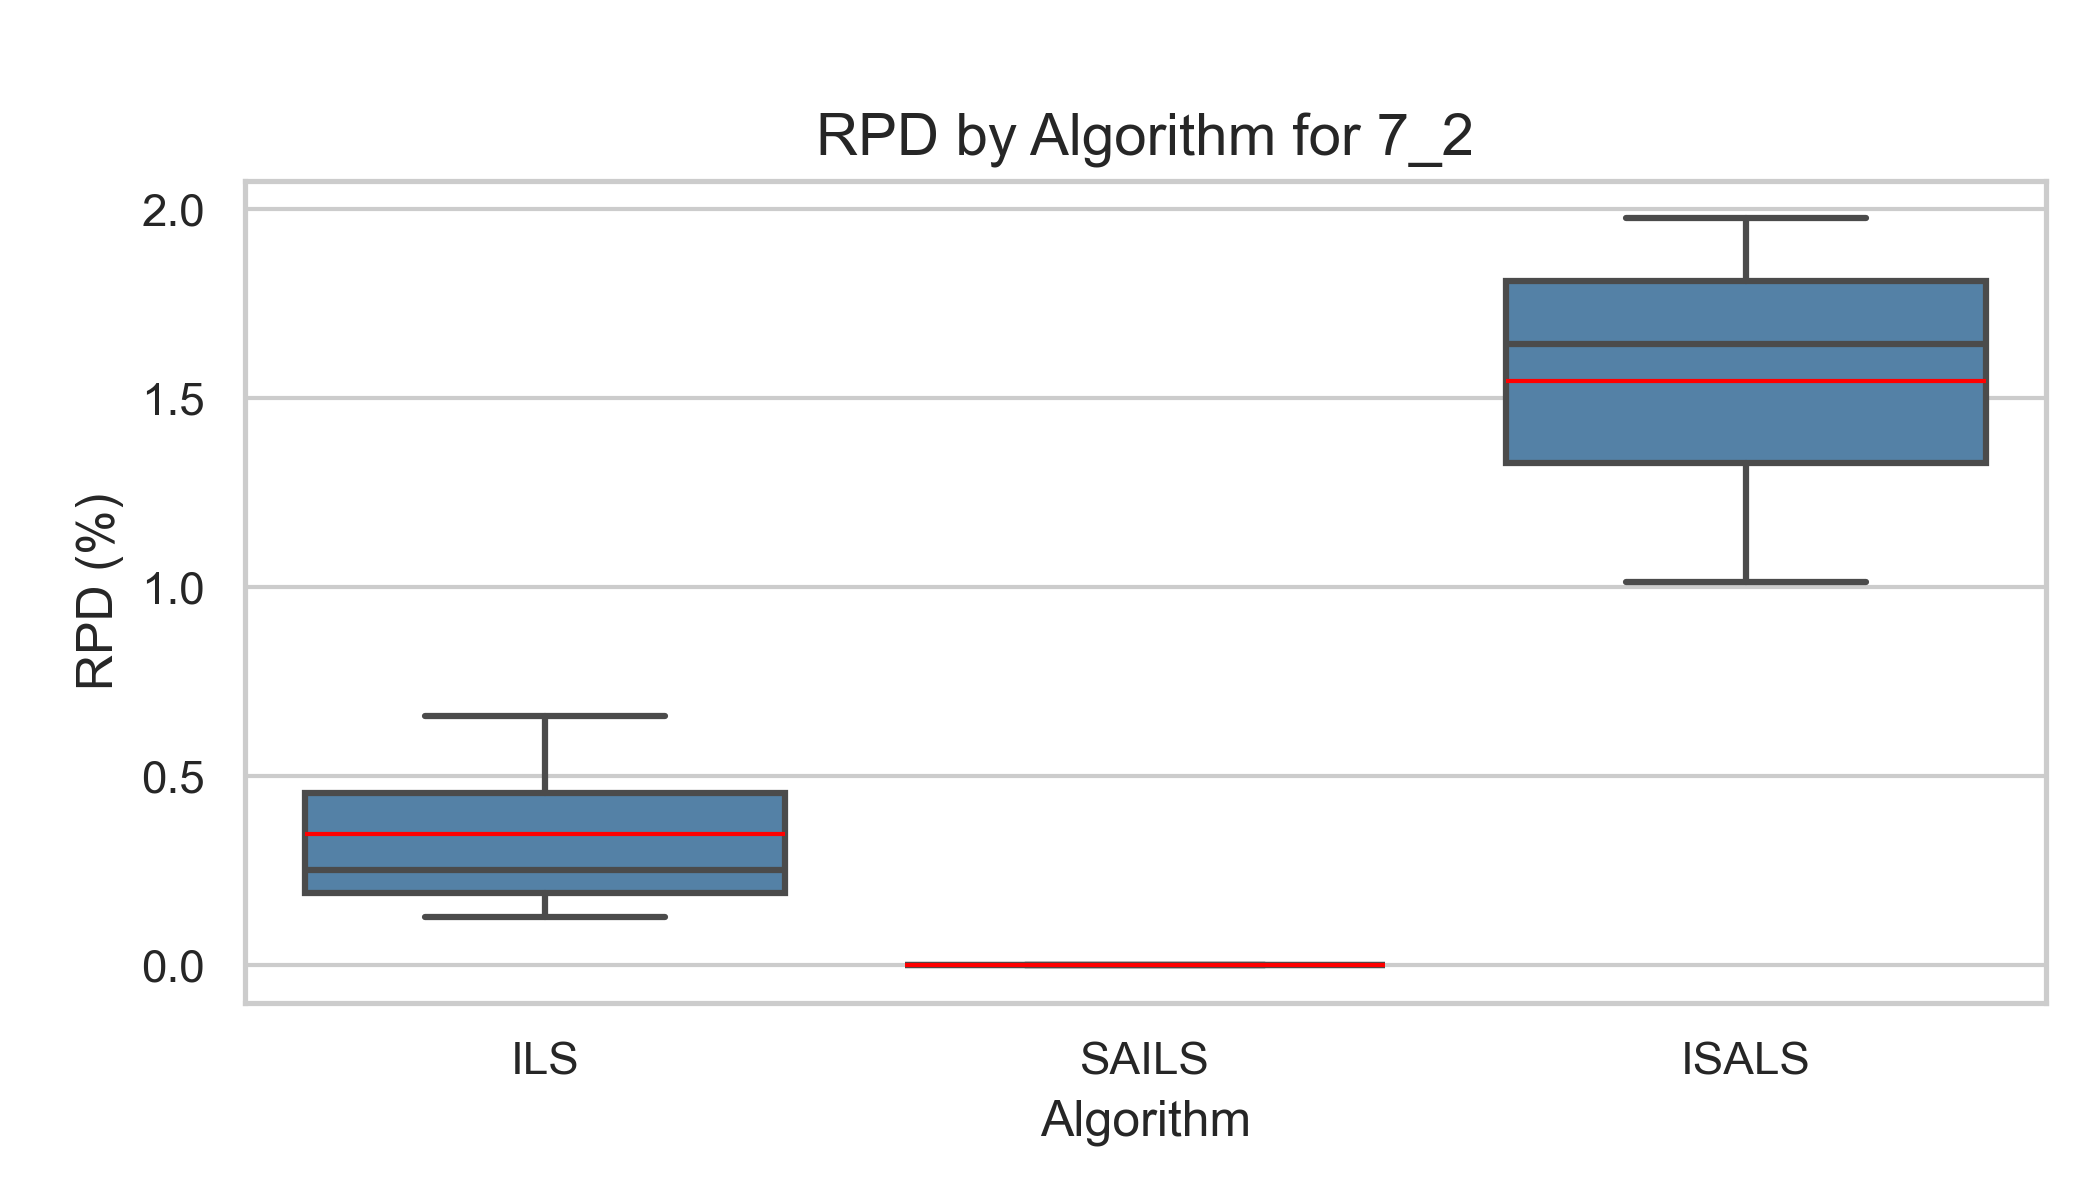 RPD by Algorithm for 7_2
2.0
1.5
1.0
0.5
0.0
RPD (%)
ILS
SAILS
ISALS
Algorithm